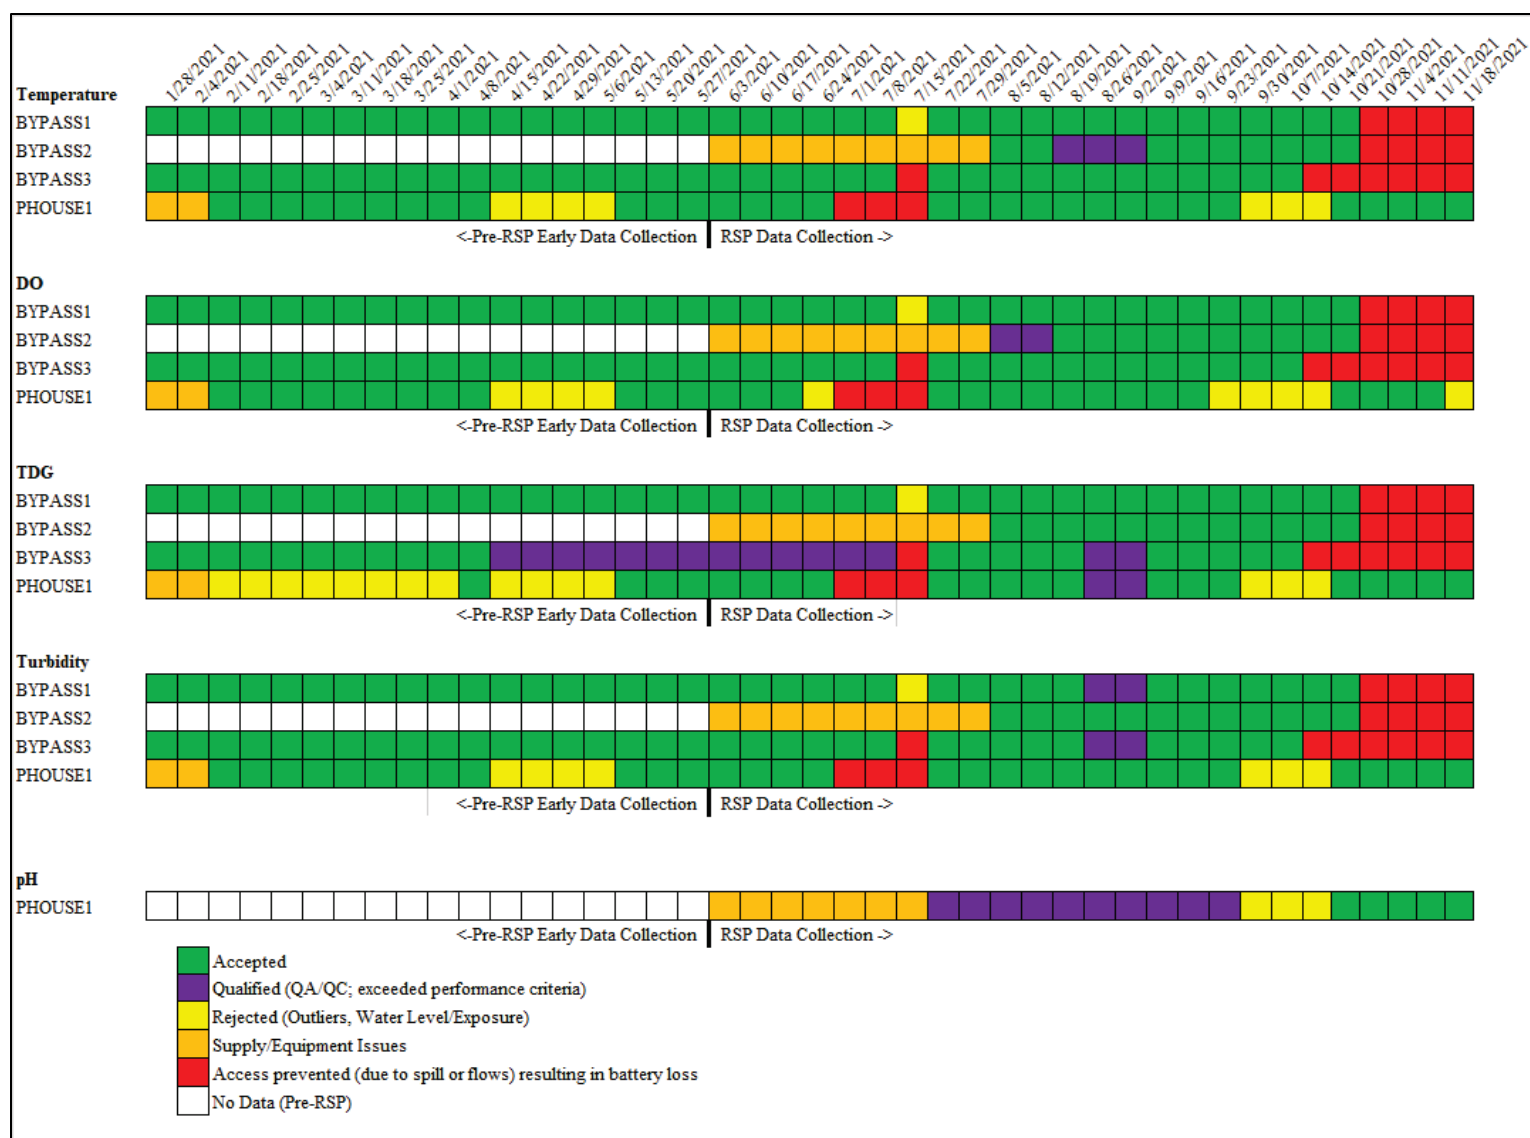 1/28/2021
2/4/2021
2/11/2021
2/18/2021
2/25/2021
3/4/2021
3/11/2021
3/18/2021
3/25/2021
4/1/2021
4/8/2021
4/15/2021
4/22/2021
4/29/2021
5/6/2021
5/13/2021
5/20/2021
5/27/2021
6/3/2021
6/10/2021
6/17/2021
6/24/2021
7/1/2021
7/8/2021
7/15/2021
7/22/2021
7/29/2021
8/5/2021
8/12/2021
8/19/2021
8/26/2021
9/2/2021
9/9/2021
9/16/2021
9/23/2021
9/30/2021
10/7/2021
10/14/2021
10/21/2021
10/28/2021
11/4/2021
11/11/2021
11/18/2021
Temperature
BYPASS1
BYPASS2
BYPASS3
PHOUSE1
<-Pre-RSP Early Data Collection RSP Data Collection ->
DO
BYPASS1
BYPASS2
BYPASS3
PHOUSE1
<-Pre-RSP Early Data Collection RSP Data Collection ->
TDG
BYPASS1
BYPASS2
BYPASS3
PHOUSE1
<-Pre-RSP Early Data Collection RSP Data Collection ->
Turbidity
BYPASS1
BYPASS2
BYPASS3
PHOUSE1
<-Pre-RSP Early Data Collection RSP Data Collection ->
pH
PHOUSE1
<-Pre-RSP Early Data Collection RSP Data Collection ->
Accepted
Qualified (QA/QC; exceeded performance criteria)
Rejected (Outliers, Water Level/Exposure)
Supply/Equipment Issues
Access prevented (due to spill or flows) resulting in battery loss
No Data (Pre-RSP)